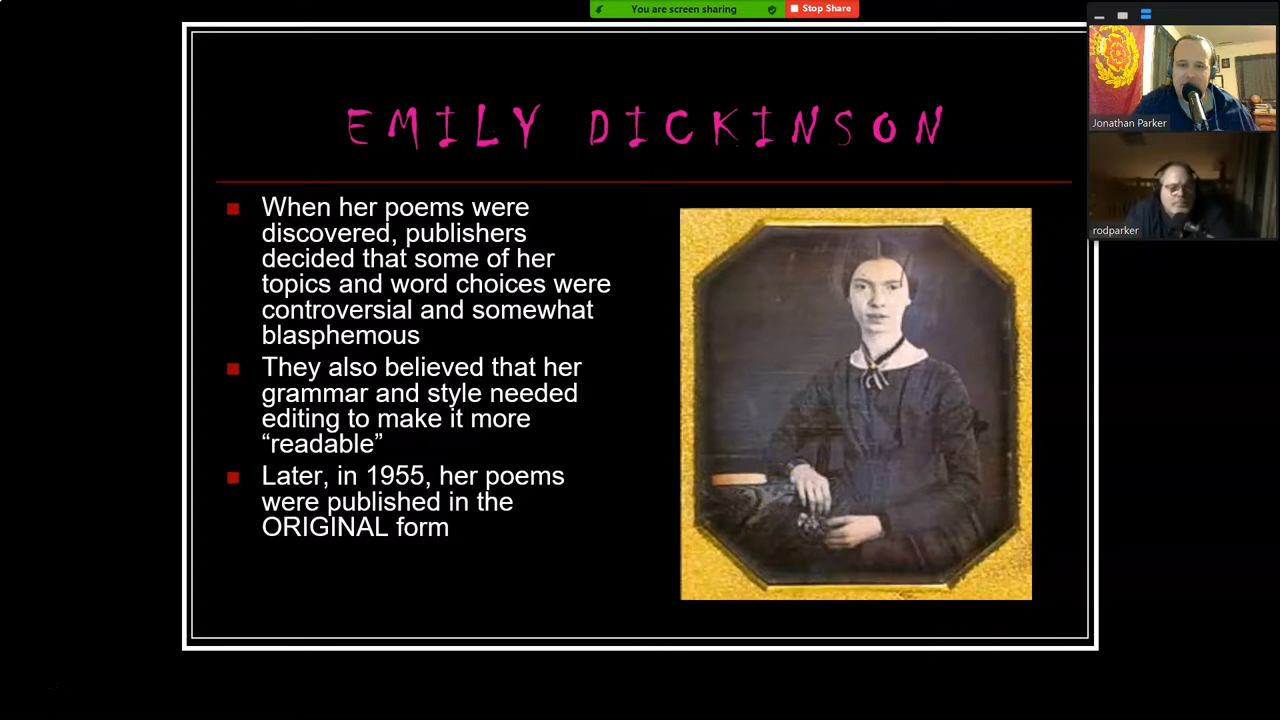 You are screen sharing
Stop Share
Jonathan Parker
rodparker
EMILY DICKINSON
When her poems were
discovered, publishers
decided that some of her
topics and word choices were
controversial and somewhat
blasphemous
They also believed that her
grammar and style needed
editing to make it more
“readable”
Later, in 1955, her poems
were published in the
ORIGINAL form